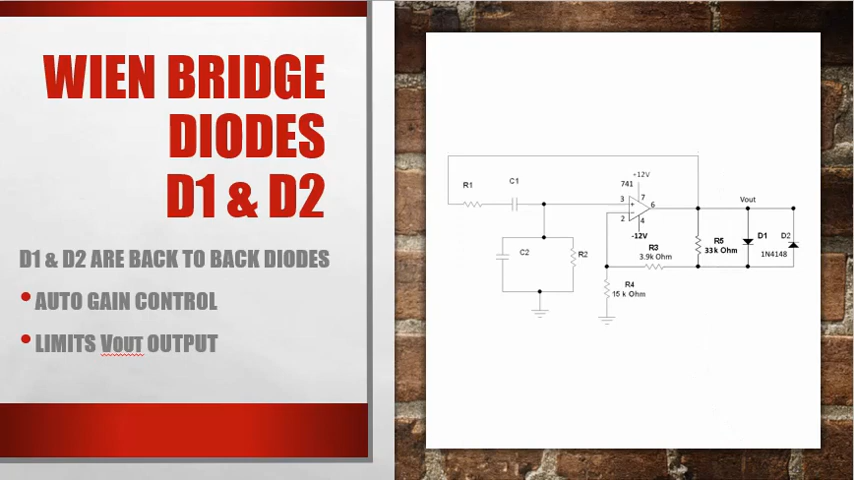 WIEN BRIDGE
DIODES
D1 & D2
D1 & D2 ARE BACK TO BACK DIODES
• AUTO GAIN CONTROL
• LIMITS VOUT OUTPUT
R1
C1
+12V
741
3
7
+
6
2
-
4
-12V
Vout
R3
3.9k Ohm
R5
33k Ohm
D1
D2
1N4148
C2
R2
R4
15 k Ohm